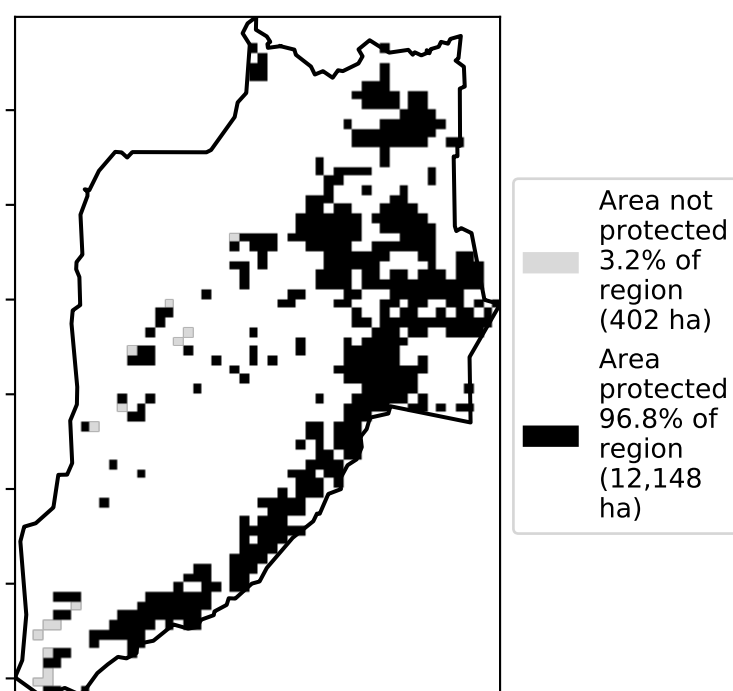 Area not
protected
3.2% of
region
(402 ha)
Area
protected
96.8% of
region
(12,148
ha)